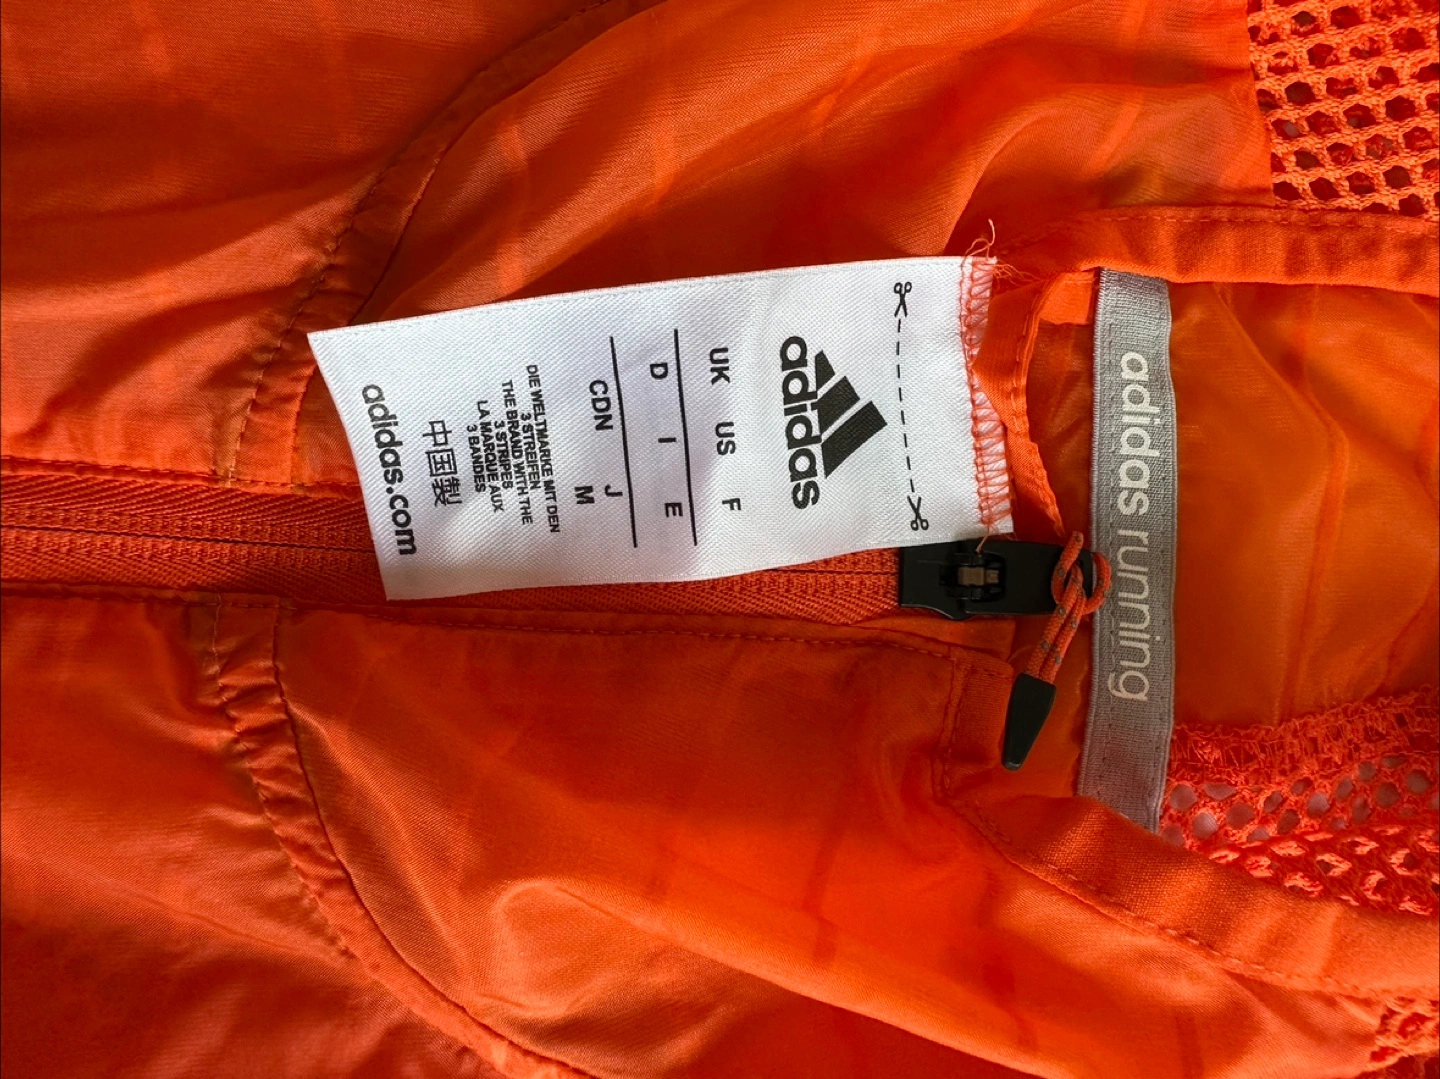 adidas
UK US F
D I E
CDN J
M
DIE WELTMARKE MIT DEN
3 STREIFEN
THE BRAND WITH THE
3 STRIPES
LA MARQUE AUX
3 BANDES
中国製
adidas.com
adidas running